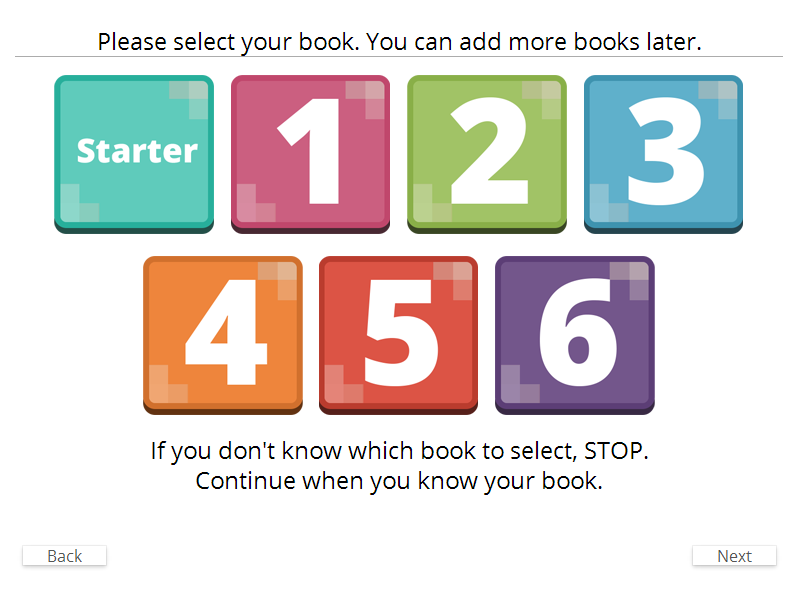 Please select your book. You can add more books later.
Starter
1
2
3
4
5
6
If you don't know which book to select, STOP.
Continue when you know your book.
Back
Next